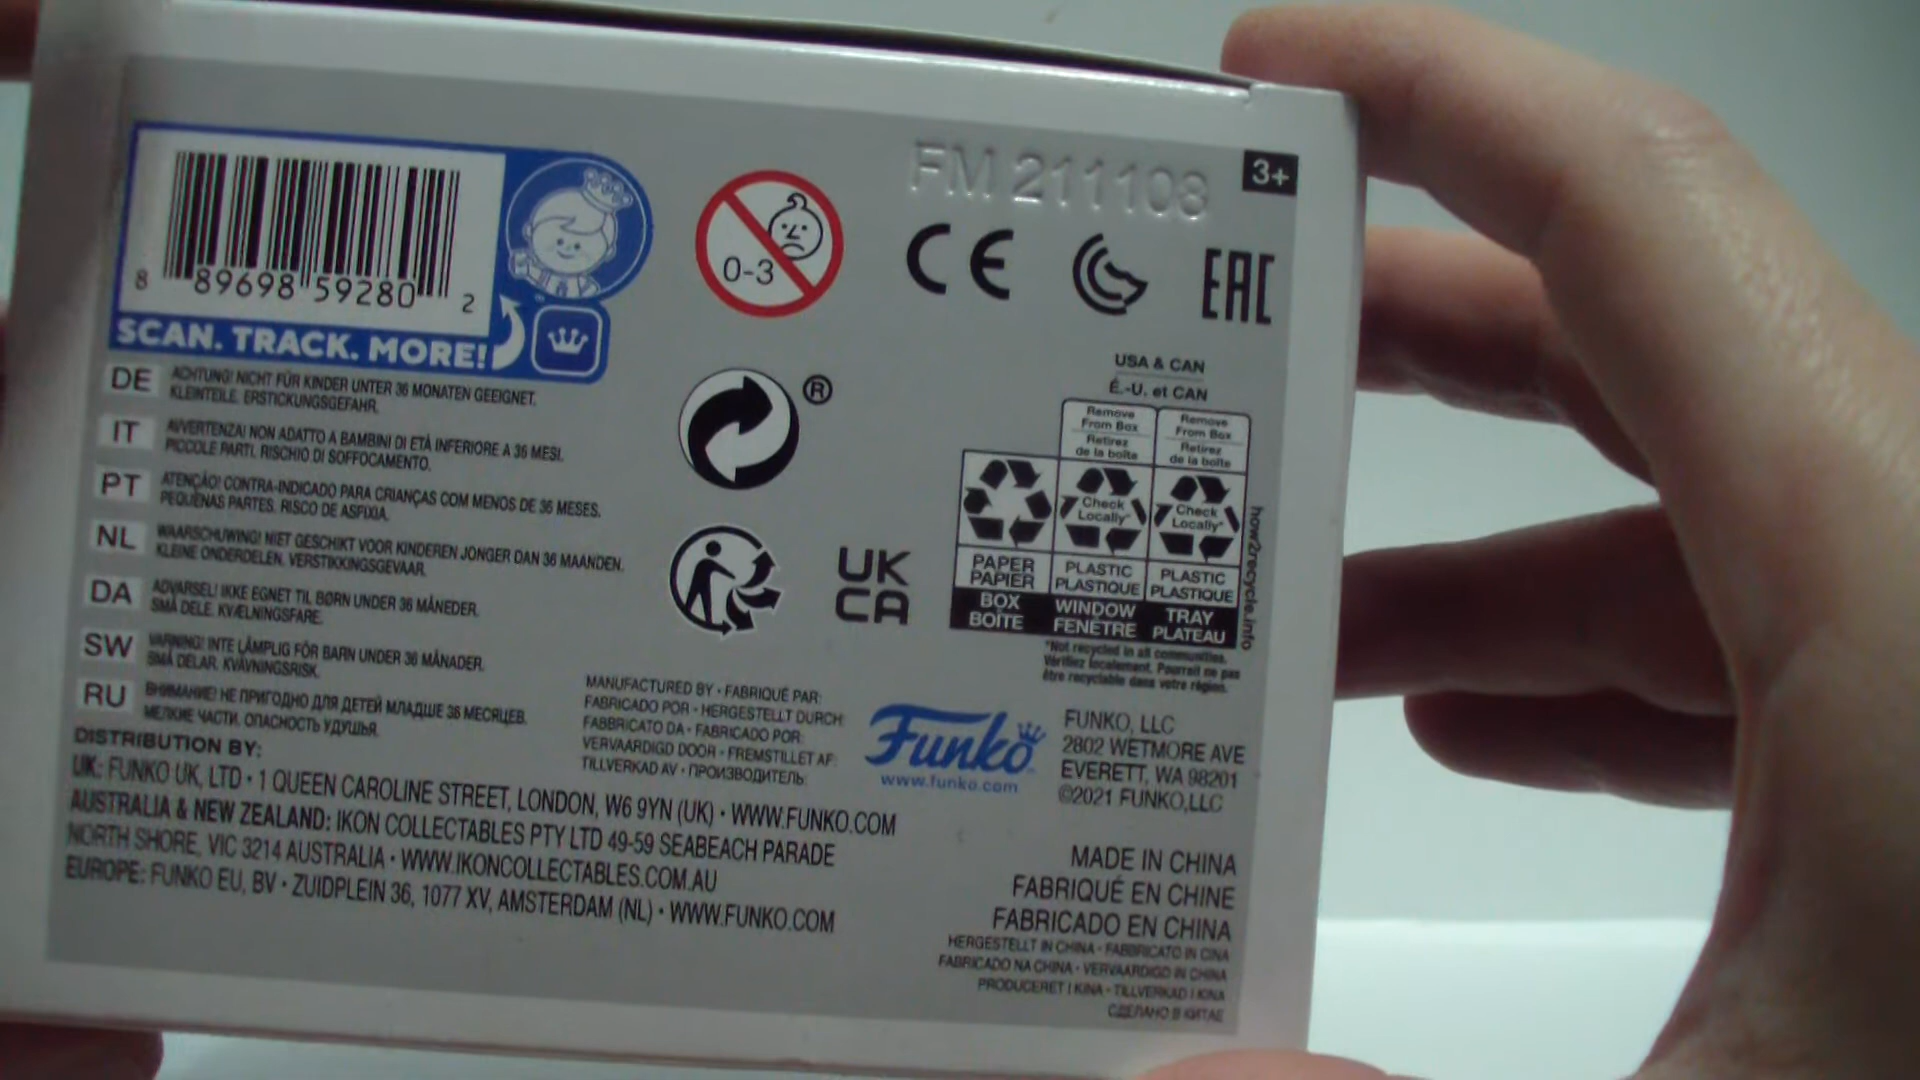 FM 211108
3+
8 89698 59280 2
SCAN. TRACK. MORE!
0-3
CE
EAC
DE ACHTUNG! NICHT FÜR KINDER UNTER 36 MONATEN GEEIGNET.
KLEINTEILE. ERSTICKUNGSGEFAHR.
IT AVVERTENZA! NON ADATTO A BAMBINI DI ETÀ INFERIORE A 36 MESI.
PICCOLE PARTI. RISCHIO DI SOFFOCAMENTO.
PT ATENÇÃO! CONTRA-INDICADO PARA CRIANÇAS COM MENOS DE 36 MESES.
PEQUENAS PARTES. RISCO DE ASFIXIA.
NL WAARSCHUWING! NIET GESCHIKT VOOR KINDEREN JONGER DAN 36 MAANDEN.
KLEINE ONDERDELEN. VERSTIKKINGSGEVAAR.
DA ADVARSEL! IKKE EGNET TIL BØRN UNDER 36 MÅNEDER.
SMÅ DELE. KVÆLNINGSFARE.
SW VARNING! INTE LÄMPLIG FÖR BARN UNDER 36 MÅNADER.
SMÅ DELAR. KVÄVNINGSRISK.
RU ВНИМАНИЕ! НЕ ПРИГОДНО ДЛЯ ДЕТЕЙ МЛАДШЕ 36 МЕСЯЦЕВ.
МЕЛКИЕ ЧАСТИ. ОПАСНОСТЬ УДУШЬЯ.
®
UK
CA
USA & CAN
É.-U. et CAN
Remove
From Box
Retirez
de la boîte
Remove
From Box
Retirez
de la boîte
Check
Locally*
Check
Locally*
PAPER
PAPIER
PLASTIC
PLASTIQUE
PLASTIC
PLASTIQUE
BOX
BOÎTE
WINDOW
FENÊTRE
TRAY
PLATEAU
how2recycle.info
*Not recycled in all communities.
Vérifiez localement. Pourrait ne pas
être recyclable dans votre région.
MANUFACTURED BY • FABRIQUÉ PAR:
FABRICADO POR • HERGESTELLT DURCH:
FABBRICATO DA • FABRICADO POR:
VERVAARDIGD DOOR • FREMSTILLET AF:
TILLVERKAD AV • ПРОИЗВОДИТЕЛЬ:
Funko
www.funko.com
FUNKO, LLC
2802 WETMORE AVE
EVERETT, WA 98201
©2021 FUNKO,LLC
DISTRIBUTION BY:
UK: FUNKO UK, LTD • 1 QUEEN CAROLINE STREET, LONDON, W6 9YN (UK) • WWW.FUNKO.COM
AUSTRALIA & NEW ZEALAND: IKON COLLECTABLES PTY LTD 49-59 SEABEACH PARADE
NORTH SHORE, VIC 3214 AUSTRALIA • WWW.IKONCOLLECTABLES.COM.AU
EUROPE: FUNKO EU, BV • ZUIDPLEIN 36, 1077 XV, AMSTERDAM (NL) • WWW.FUNKO.COM
MADE IN CHINA
FABRIQUÉ EN CHINE
FABRICADO EN CHINA
HERGESTELLT IN CHINA • FABBRICATO IN CINA
FABRICADO NA CHINA • VERVAARDIGD IN CHINA
PRODUCERET I KINA • TILLVERKAD I KINA
СДЕЛАНО В КИТАЕ